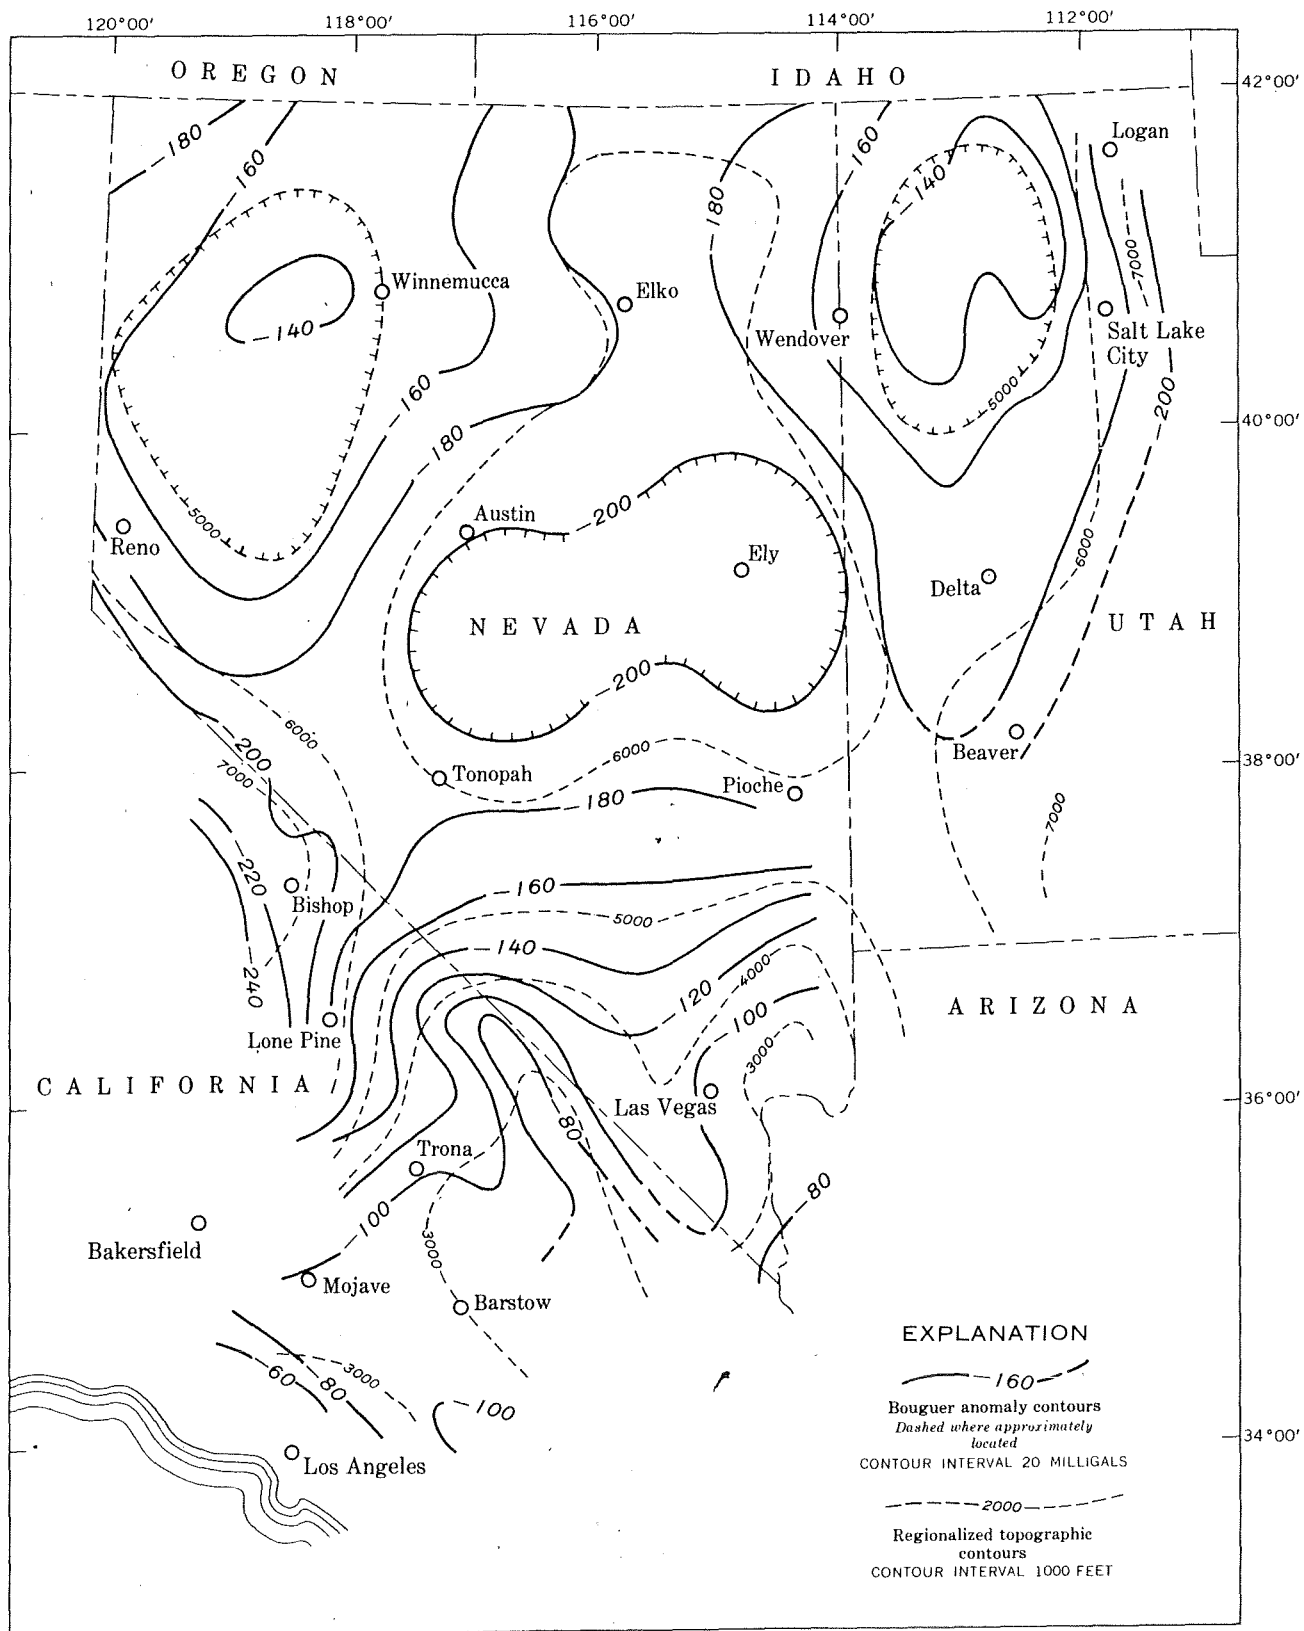 120°00'
118°00'
116°00'
114°00'
112°00'
OREGON
IDAHO
42°00'
180
160
160
140
180
Logan
7000
Winnemucca
Elko
140
Wendover
Salt Lake
City
160
5000
200
180
40°00'
5000
Reno
Austin
200
6000
Ely
Delta
NEVADA
UTAH
200
6000
200
7000
Tonopah
6000
Beaver
38°00'
Pioche
180
7000
220
160
Bishop
5000
140
240
4000
120
100
ARIZONA
Lone Pine
3000
CALIFORNIA
Las Vegas
36°00'
80
Trona
80
100
Bakersfield
3000
Mojave
Barstow
EXPLANATION
160
Bouguer anomaly contours
Dashed where approximately
located
CONTOUR INTERVAL 20 MILLIGALS
2000
Regionalized topographic
contours
CONTOUR INTERVAL 1000 FEET
3000
60
80
100
34°00'
Los Angeles